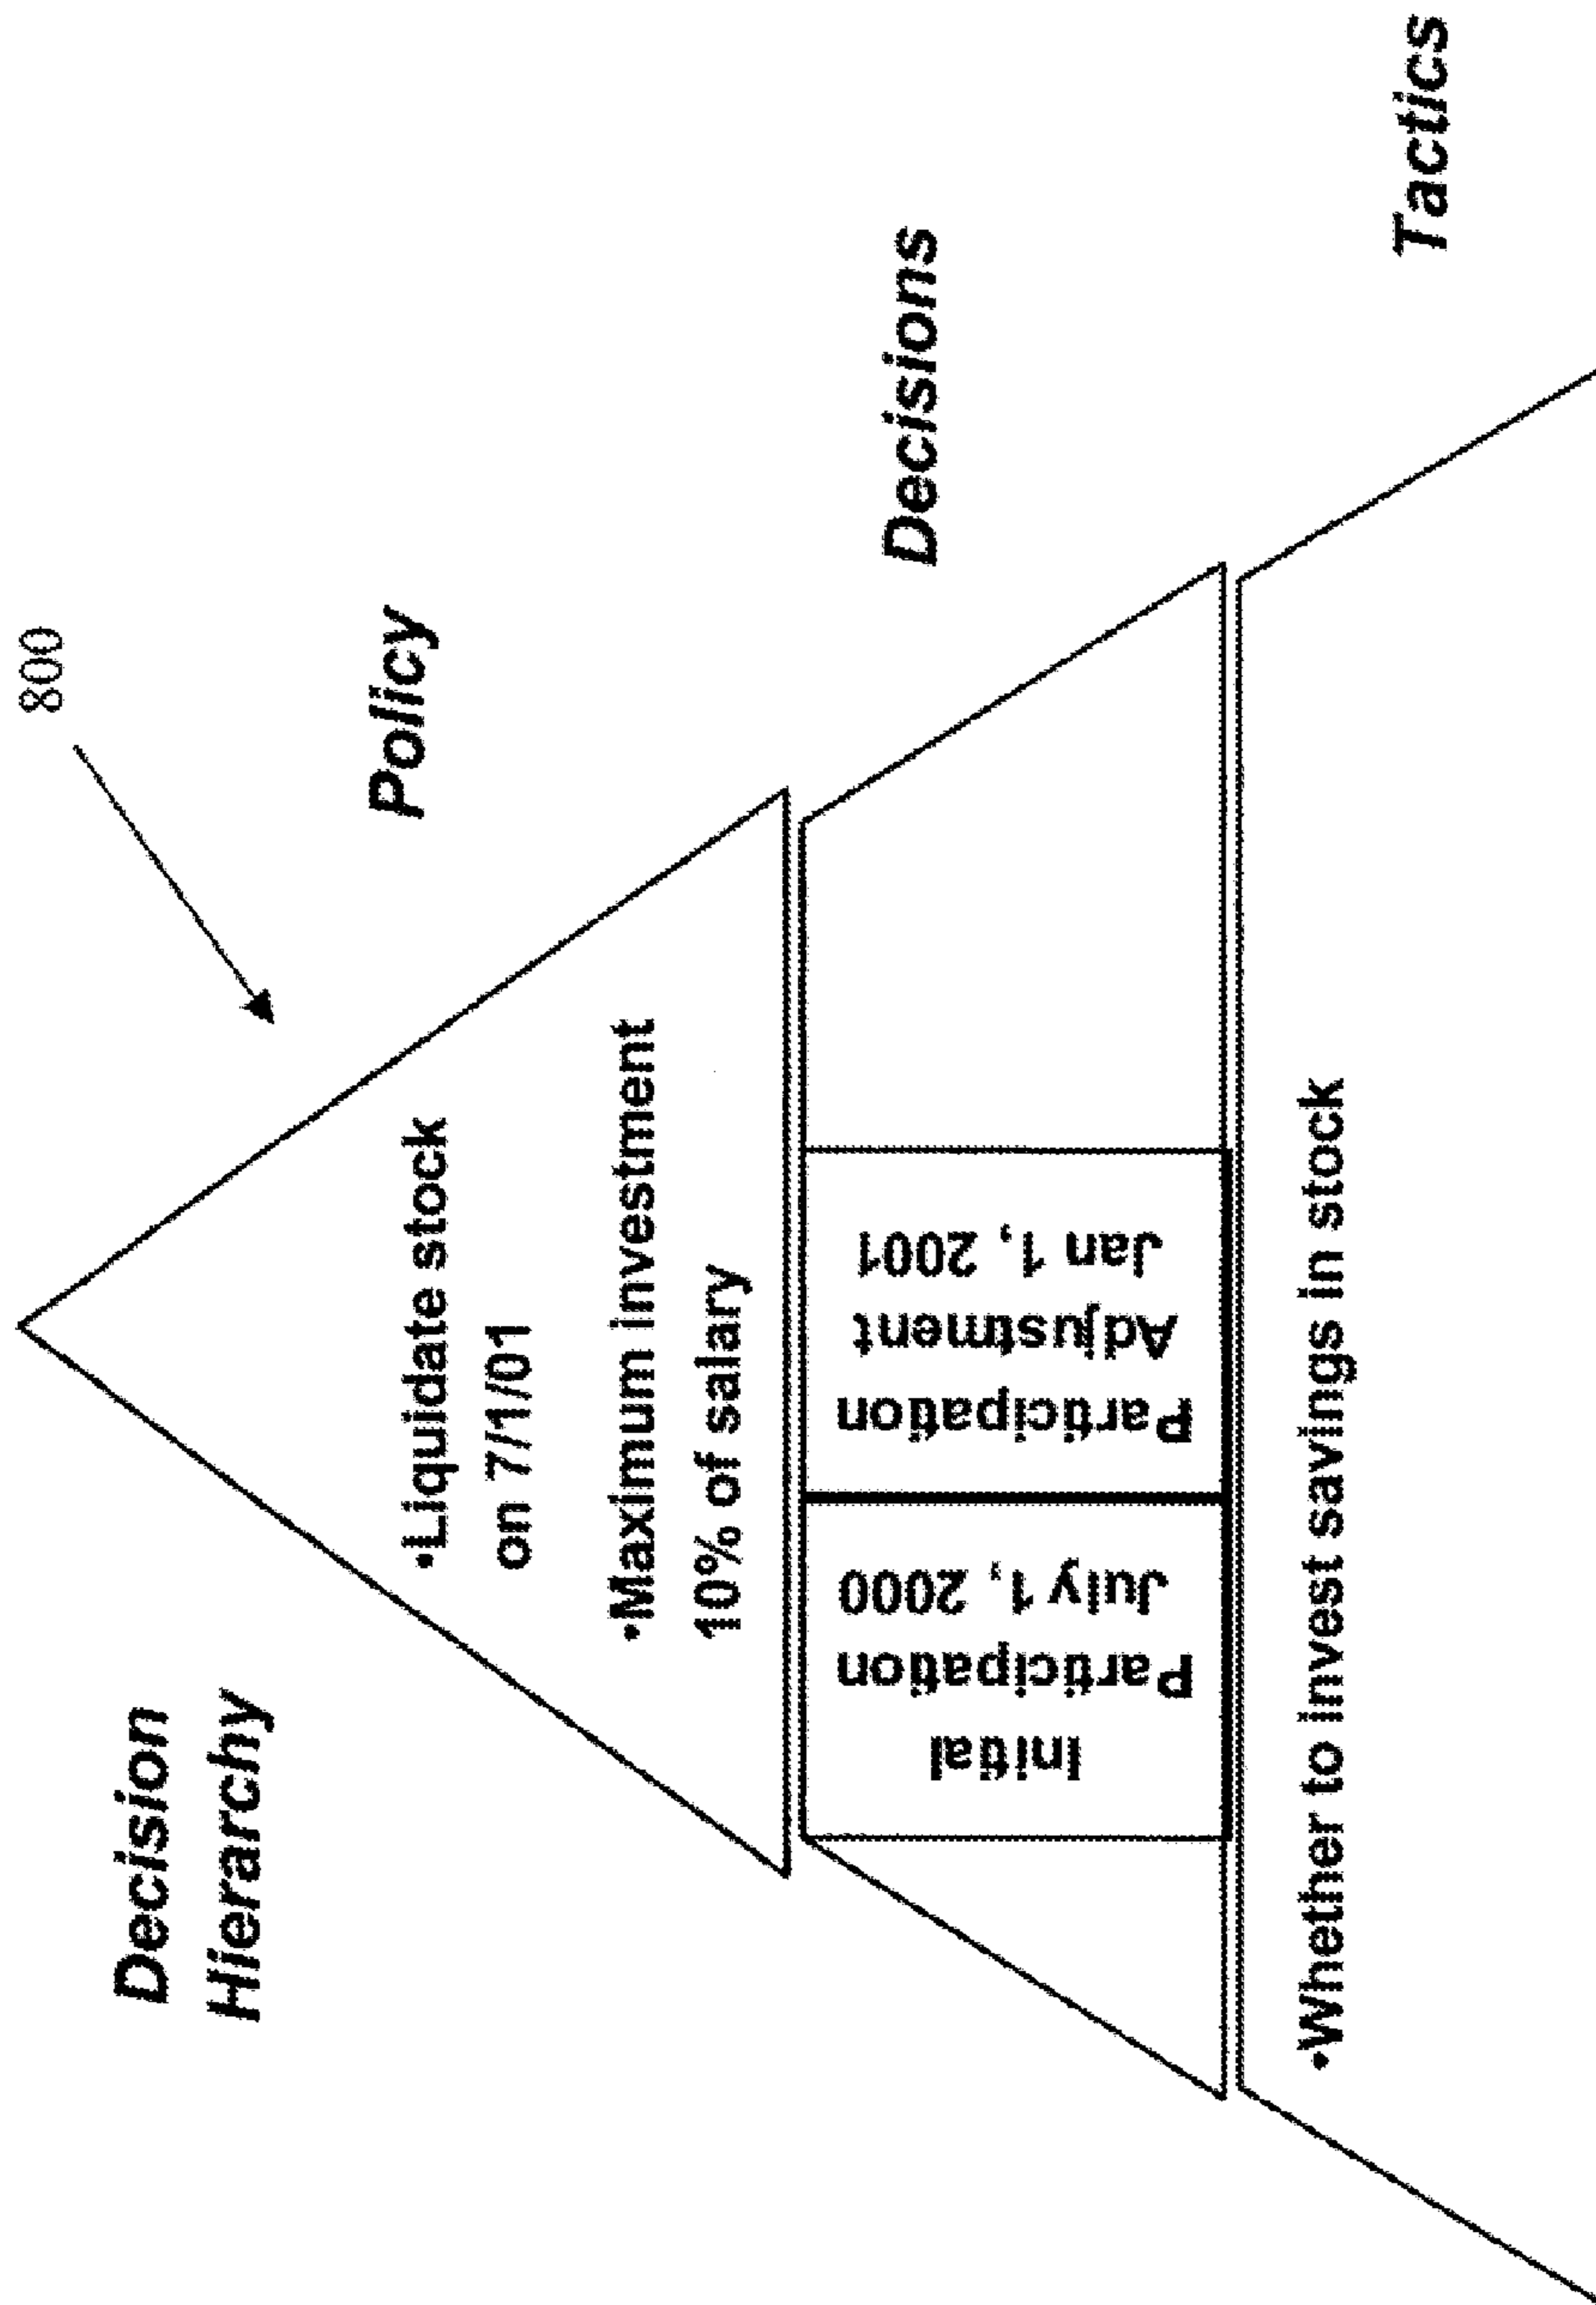 800
Decision
Hierarchy
Policy
•Liquidate stock
on 7/1/01
•Maximum investment
10% of salary
Decisions
Initial
Participation
July 1, 2000
Participation
Adjustment
Jan 1, 2001
Tactics
•Whether to invest savings in stock